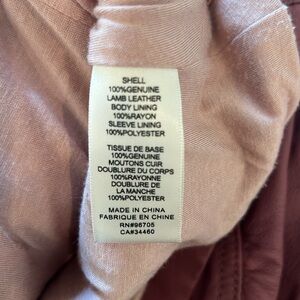 SHELL
100%GENUINE
LAMB LEATHER
BODY LINING
100%RAYON
SLEEVE LINING
100%POLYESTER
TISSUE DE BASE
100%GENUINE
MOUTONS CUIR
DOUBLURE DU CORPS
100%RAYONNE
DOUBLURE DE
LA MANCHE
100%POLYESTER
MADE IN CHINA
FABRIQUE EN CHINE
RN#96705
CA#34460